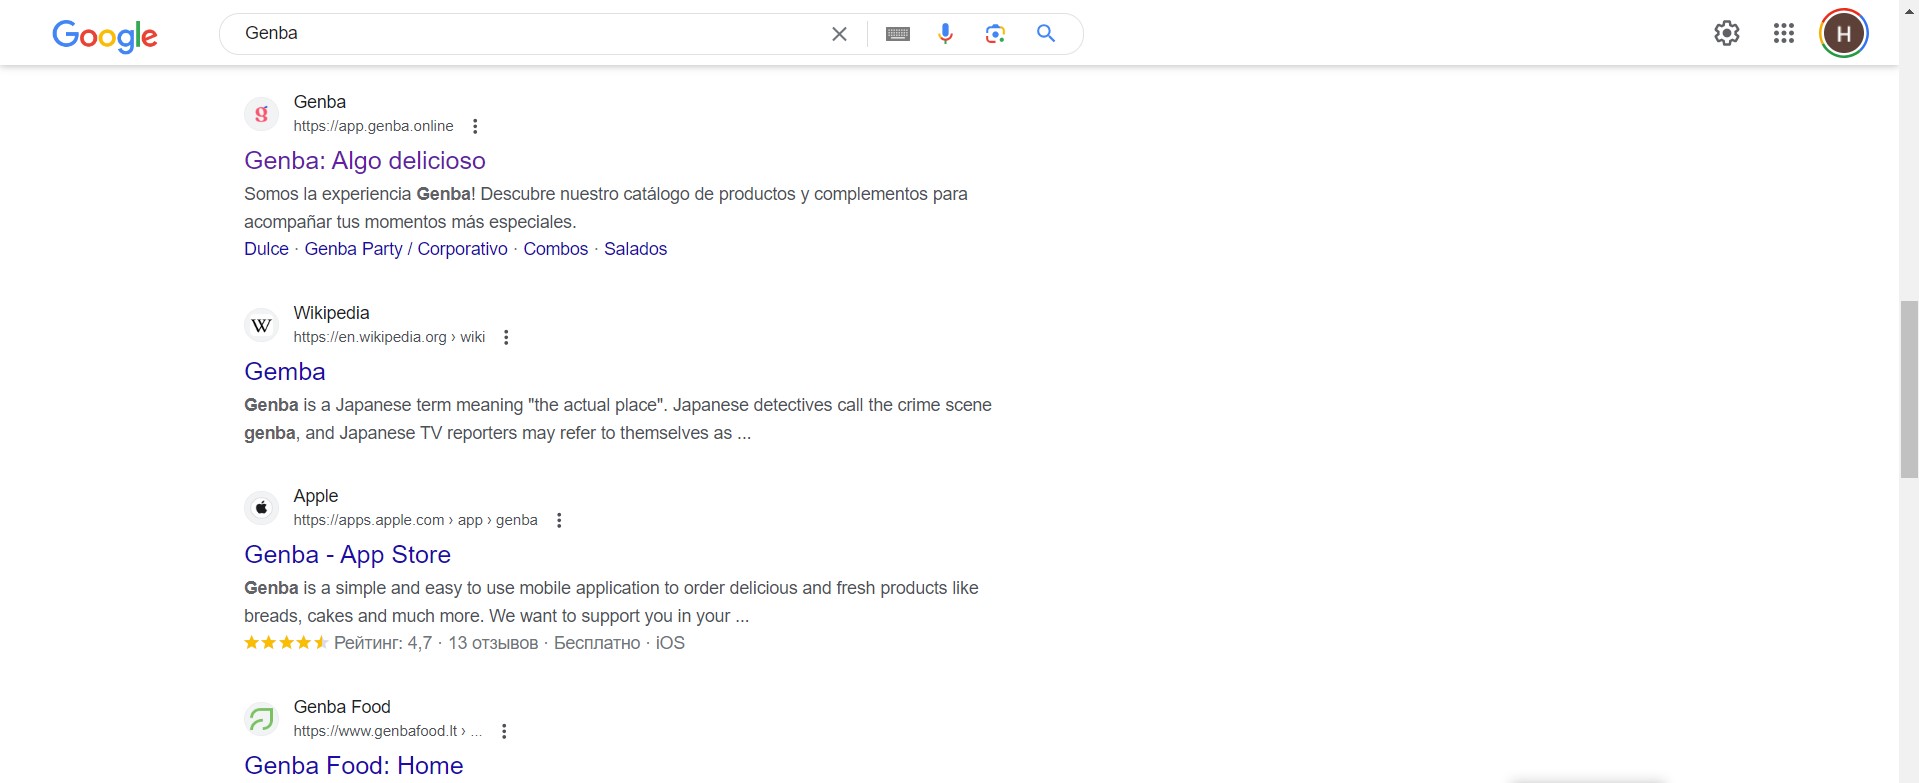 Google
Genba
H
g
Genba
https://app.genba.online
Genba: Algo delicioso
Somos la experiencia Genba! Descubre nuestro catálogo de productos y complementos para
acompañar tus momentos más especiales.
Dulce · Genba Party / Corporativo · Combos · Salados
W
Wikipedia
https://en.wikipedia.org › wiki
Gemba
Genba is a Japanese term meaning "the actual place". Japanese detectives call the crime scene
genba, and Japanese TV reporters may refer to themselves as ...
Apple
https://apps.apple.com › app › genba
Genba - App Store
Genba is a simple and easy to use mobile application to order delicious and fresh products like
breads, cakes and much more. We want to support you in your ...
Рейтинг: 4,7 · 13 отзывов · Бесплатно · iOS
Genba Food
https://www.genbafood.lt › ...
Genba Food: Home